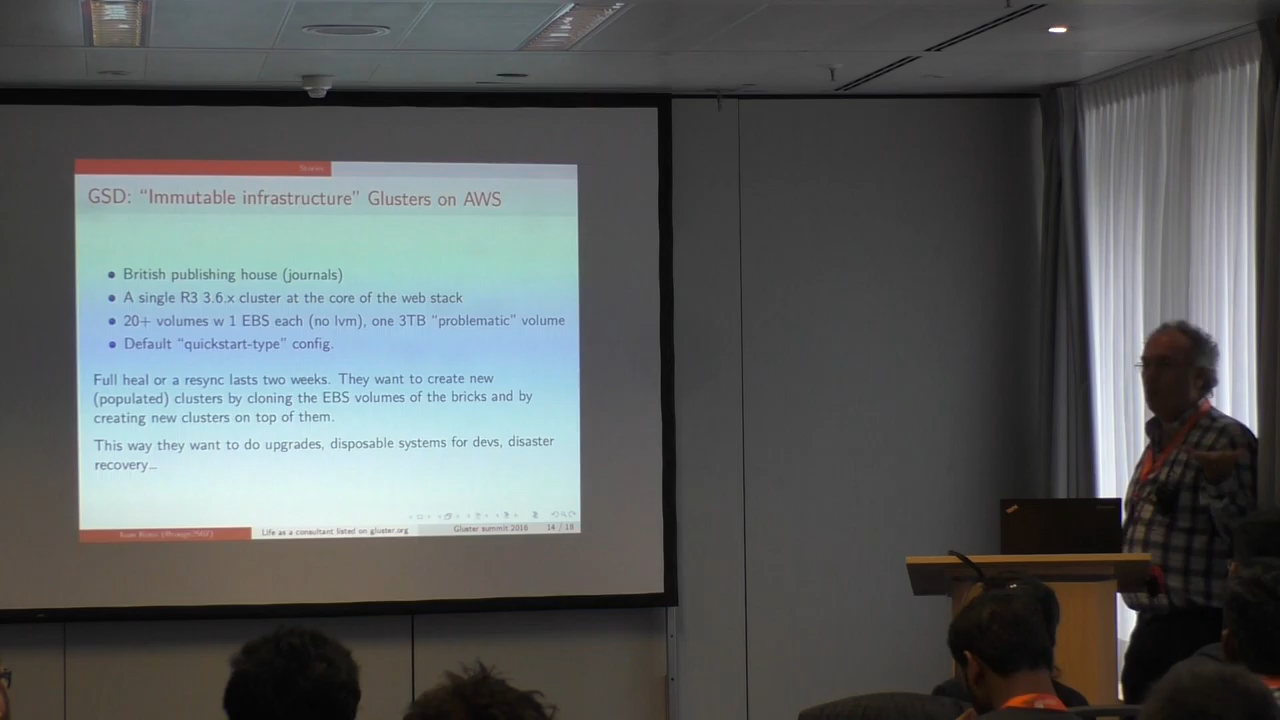 Stories
GSD: “Immutable infrastructure” Glusters on AWS
• British publishing house (journals)
• A single R3 3.6.x cluster at the core of the web stack
• 20+ volumes w 1 EBS each (no lvm), one 3TB “problematic” volume
• Default “quickstart-type” config.
Full heal or a resync lasts two weeks. They want to create new
(populated) clusters by cloning the EBS volumes of the bricks and by
creating new clusters on top of them.
This way they want to do upgrades, disposable systems for devs, disaster
recovery...
Life as a consultant listed on gluster.org
Gluster summit 2016
14 / 18